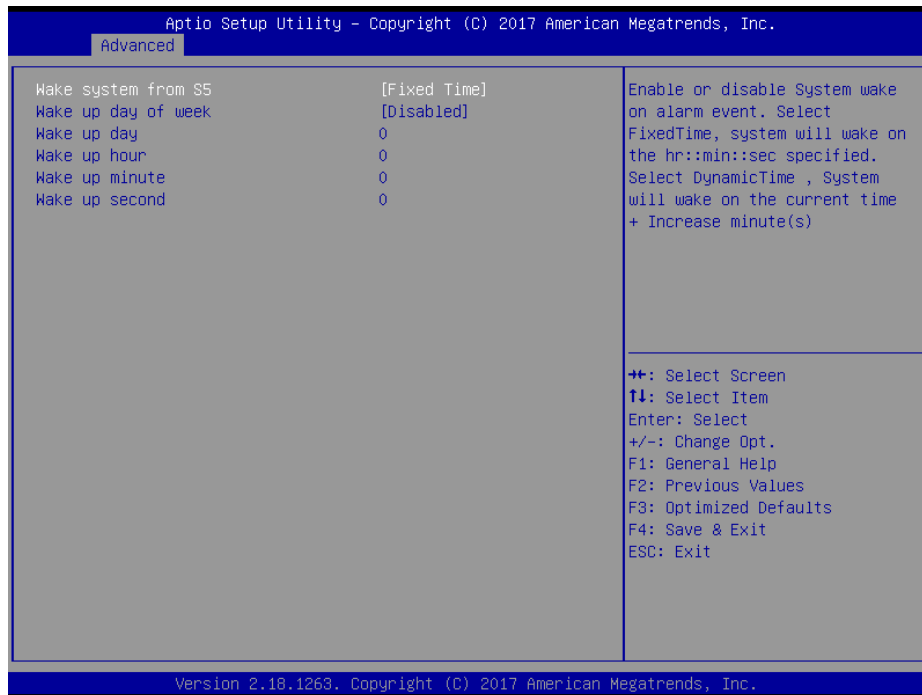 Aptio Setup Utility – Copyright (C) 2017 American Megatrends, Inc.
Advanced
Wake system from S5 [Fixed Time]
Wake up day of week [Disabled]
Wake up day 0
Wake up hour 0
Wake up minute 0
Wake up second 0
Enable or disable System wake
on alarm event. Select
FixedTime, system will wake on
the hr::min::sec specified.
Select DynamicTime , System
will wake on the current time
+ Increase minute(s)
→←: Select Screen
↑↓: Select Item
Enter: Select
+/-: Change Opt.
F1: General Help
F2: Previous Values
F3: Optimized Defaults
F4: Save & Exit
ESC: Exit
Version 2.18.1263. Copyright (C) 2017 American Megatrends, Inc.